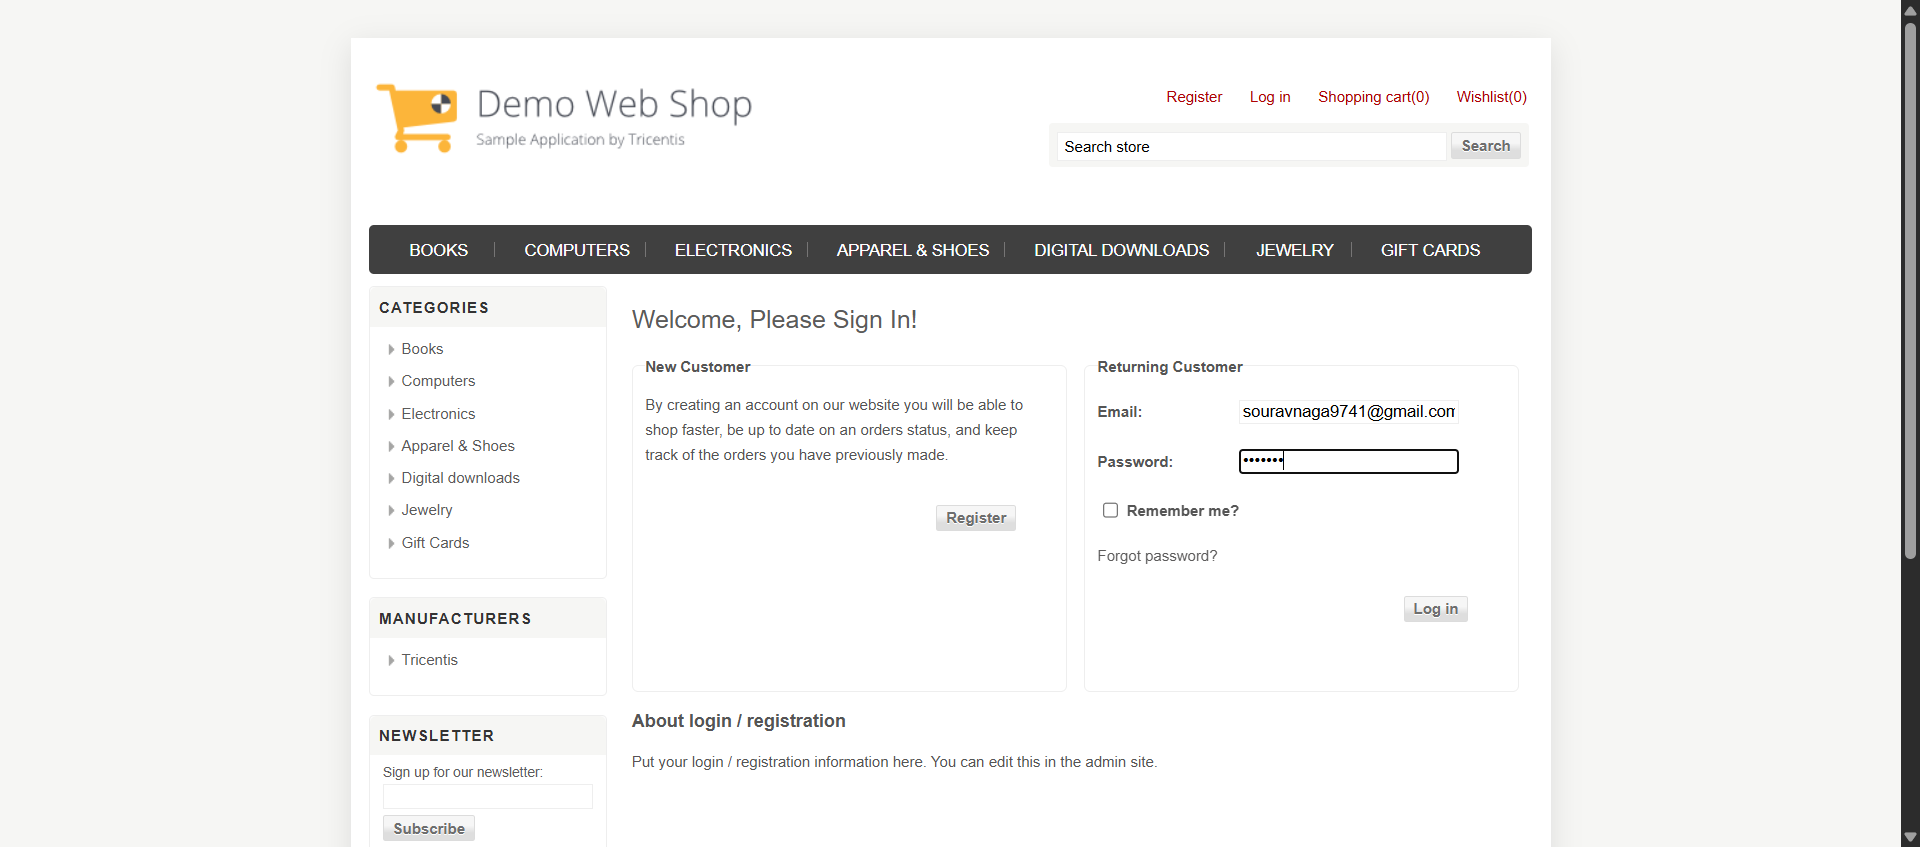 Demo Web Shop
Sample Application by Tricentis
Register Log in Shopping cart(0) Wishlist(0)
Search store Search
BOOKS COMPUTERS ELECTRONICS APPAREL & SHOES DIGITAL DOWNLOADS JEWELRY GIFT CARDS
CATEGORIES
Books
Computers
Electronics
Apparel & Shoes
Digital downloads
Jewelry
Gift Cards
MANUFACTURERS
Tricentis
NEWSLETTER
Sign up for our newsletter:
Subscribe
Welcome, Please Sign In!
New Customer
By creating an account on our website you will be able to
shop faster, be up to date on an orders status, and keep
track of the orders you have previously made.
Register
Returning Customer
Email: souravnaga9741@gmail.com
Password: •••••••
Remember me?
Forgot password?
Log in
About login / registration
Put your login / registration information here. You can edit this in the admin site.